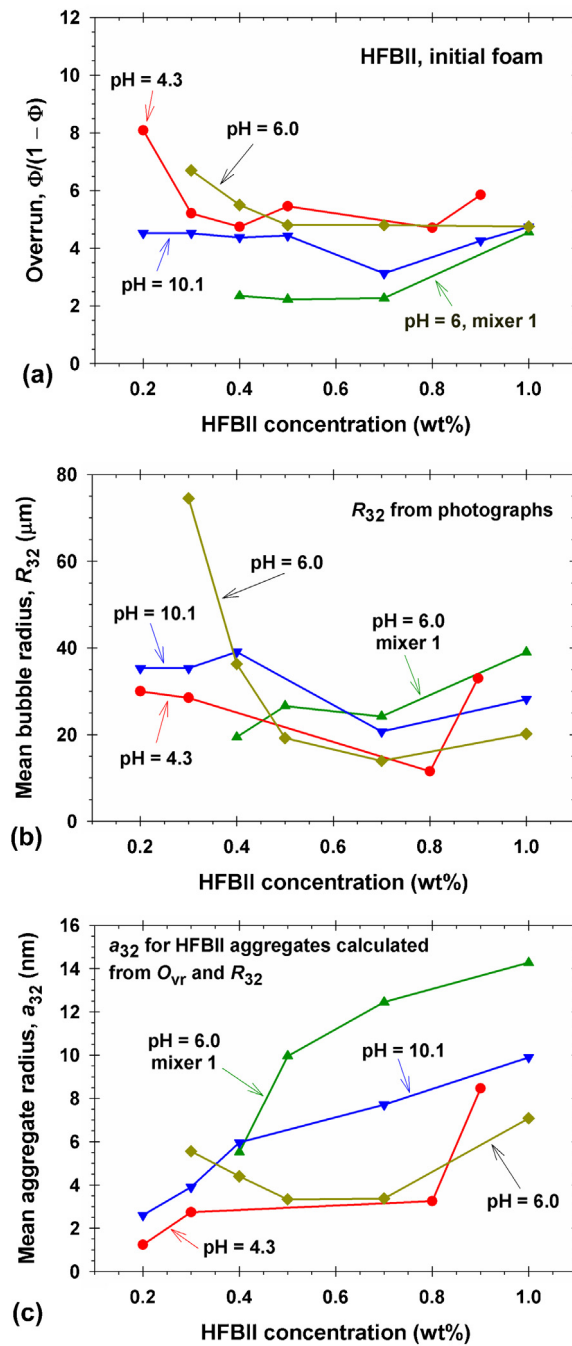 12
10
8
6
4
2
0
Overrun, Φ/(1 − Φ)
HFBII, initial foam
pH = 4.3
pH = 6.0
pH = 10.1
pH = 6, mixer 1
0.2 0.4 0.6 0.8 1.0
HFBII concentration (wt%)
(a)
80
60
40
20
0
Mean bubble radius, R32 (μm)
R32 from photographs
pH = 6.0
pH = 10.1
pH = 6.0
mixer 1
pH = 4.3
0.2 0.4 0.6 0.8 1.0
HFBII concentration (wt%)
(b)
16
14
12
10
8
6
4
2
0
Mean aggregate radius, a32 (nm)
a32 for HFBII aggregates calculated
from Ovr and R32
pH = 6.0
mixer 1
pH = 10.1
pH = 6.0
pH = 4.3
0.2 0.4 0.6 0.8 1.0
HFBII concentration (wt%)
(c)